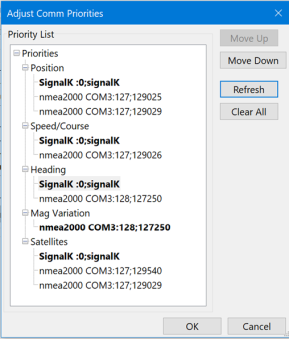 Adjust Comm Priorities
Priority List
Priorities
Position
SignalK :0;signalK
nmea2000 COM3:127;129025
nmea2000 COM3:127;129029
Speed/Course
SignalK :0;signalK
nmea2000 COM3:127;129026
Heading
SignalK :0;signalK
nmea2000 COM3:128;127250
Mag Variation
nmea2000 COM3:128;127250
Satellites
SignalK :0;signalK
nmea2000 COM3:127;129540
nmea2000 COM3:127;129029
Move Up
Move Down
Refresh
Clear All
OK
Cancel